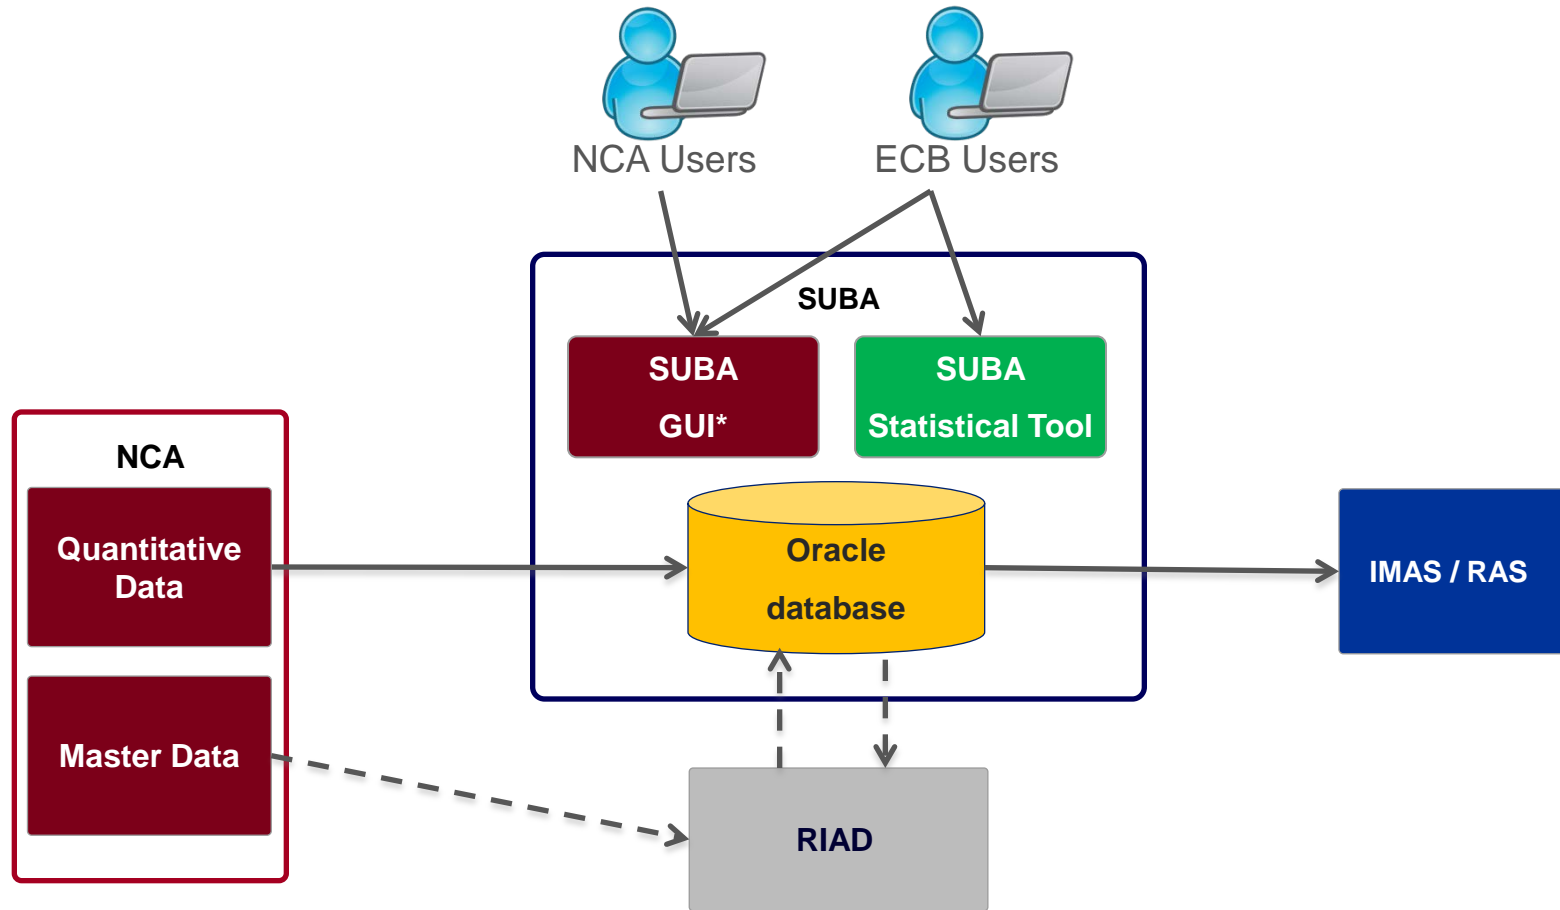 NCA Users
ECB Users
SUBA
SUBA
GUI*
SUBA
Statistical Tool
NCA
Quantitative
Data
Oracle
database
IMAS / RAS
Master Data
RIAD